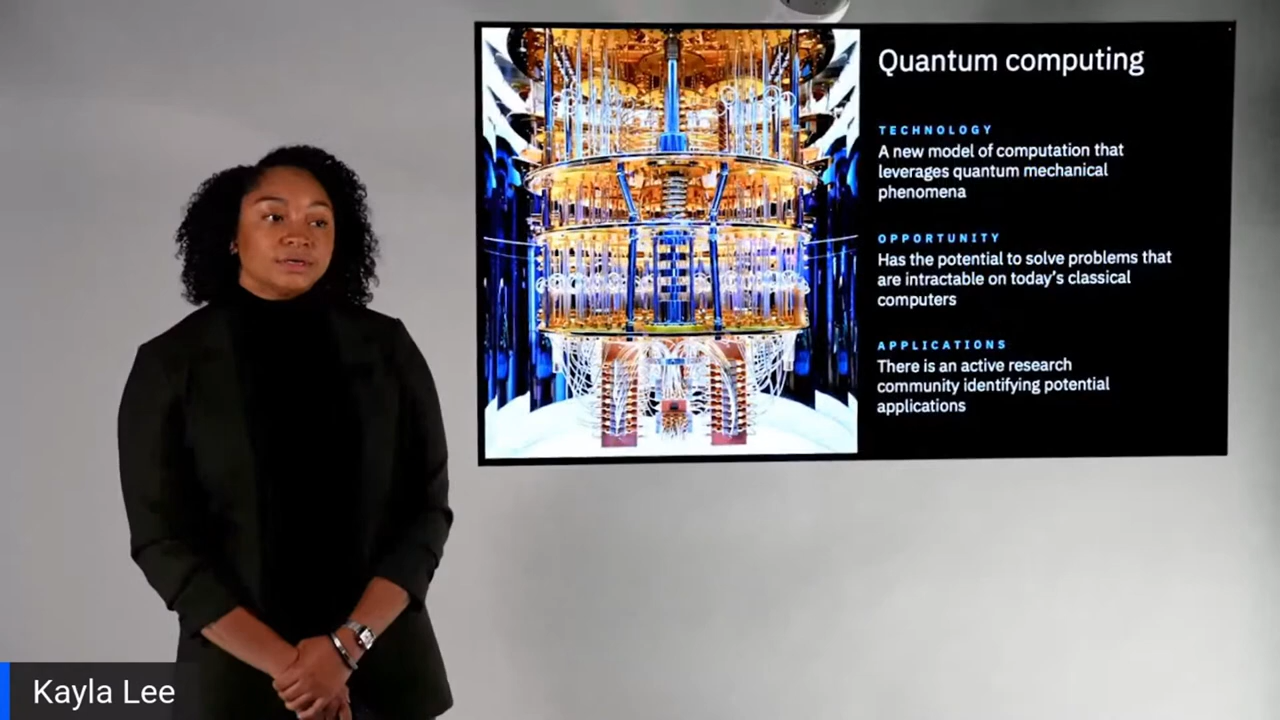 Quantum computing
TECHNOLOGY
A new model of computation that
leverages quantum mechanical
phenomena
OPPORTUNITY
Has the potential to solve problems that
are intractable on today's classical
computers
APPLICATIONS
There is an active research
community identifying potential
applications
Kayla Lee